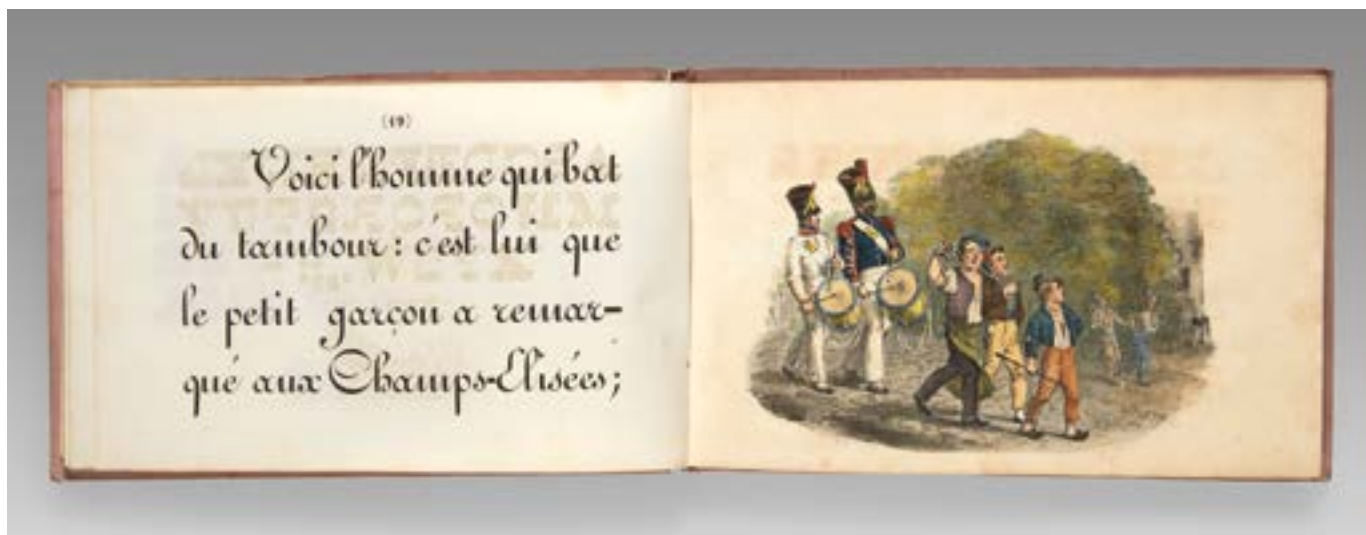 (19)
Voici l'homme qui bat
du tambour : c'est lui que
le petit garçon a remar-
qué aux Champs-Elisées;